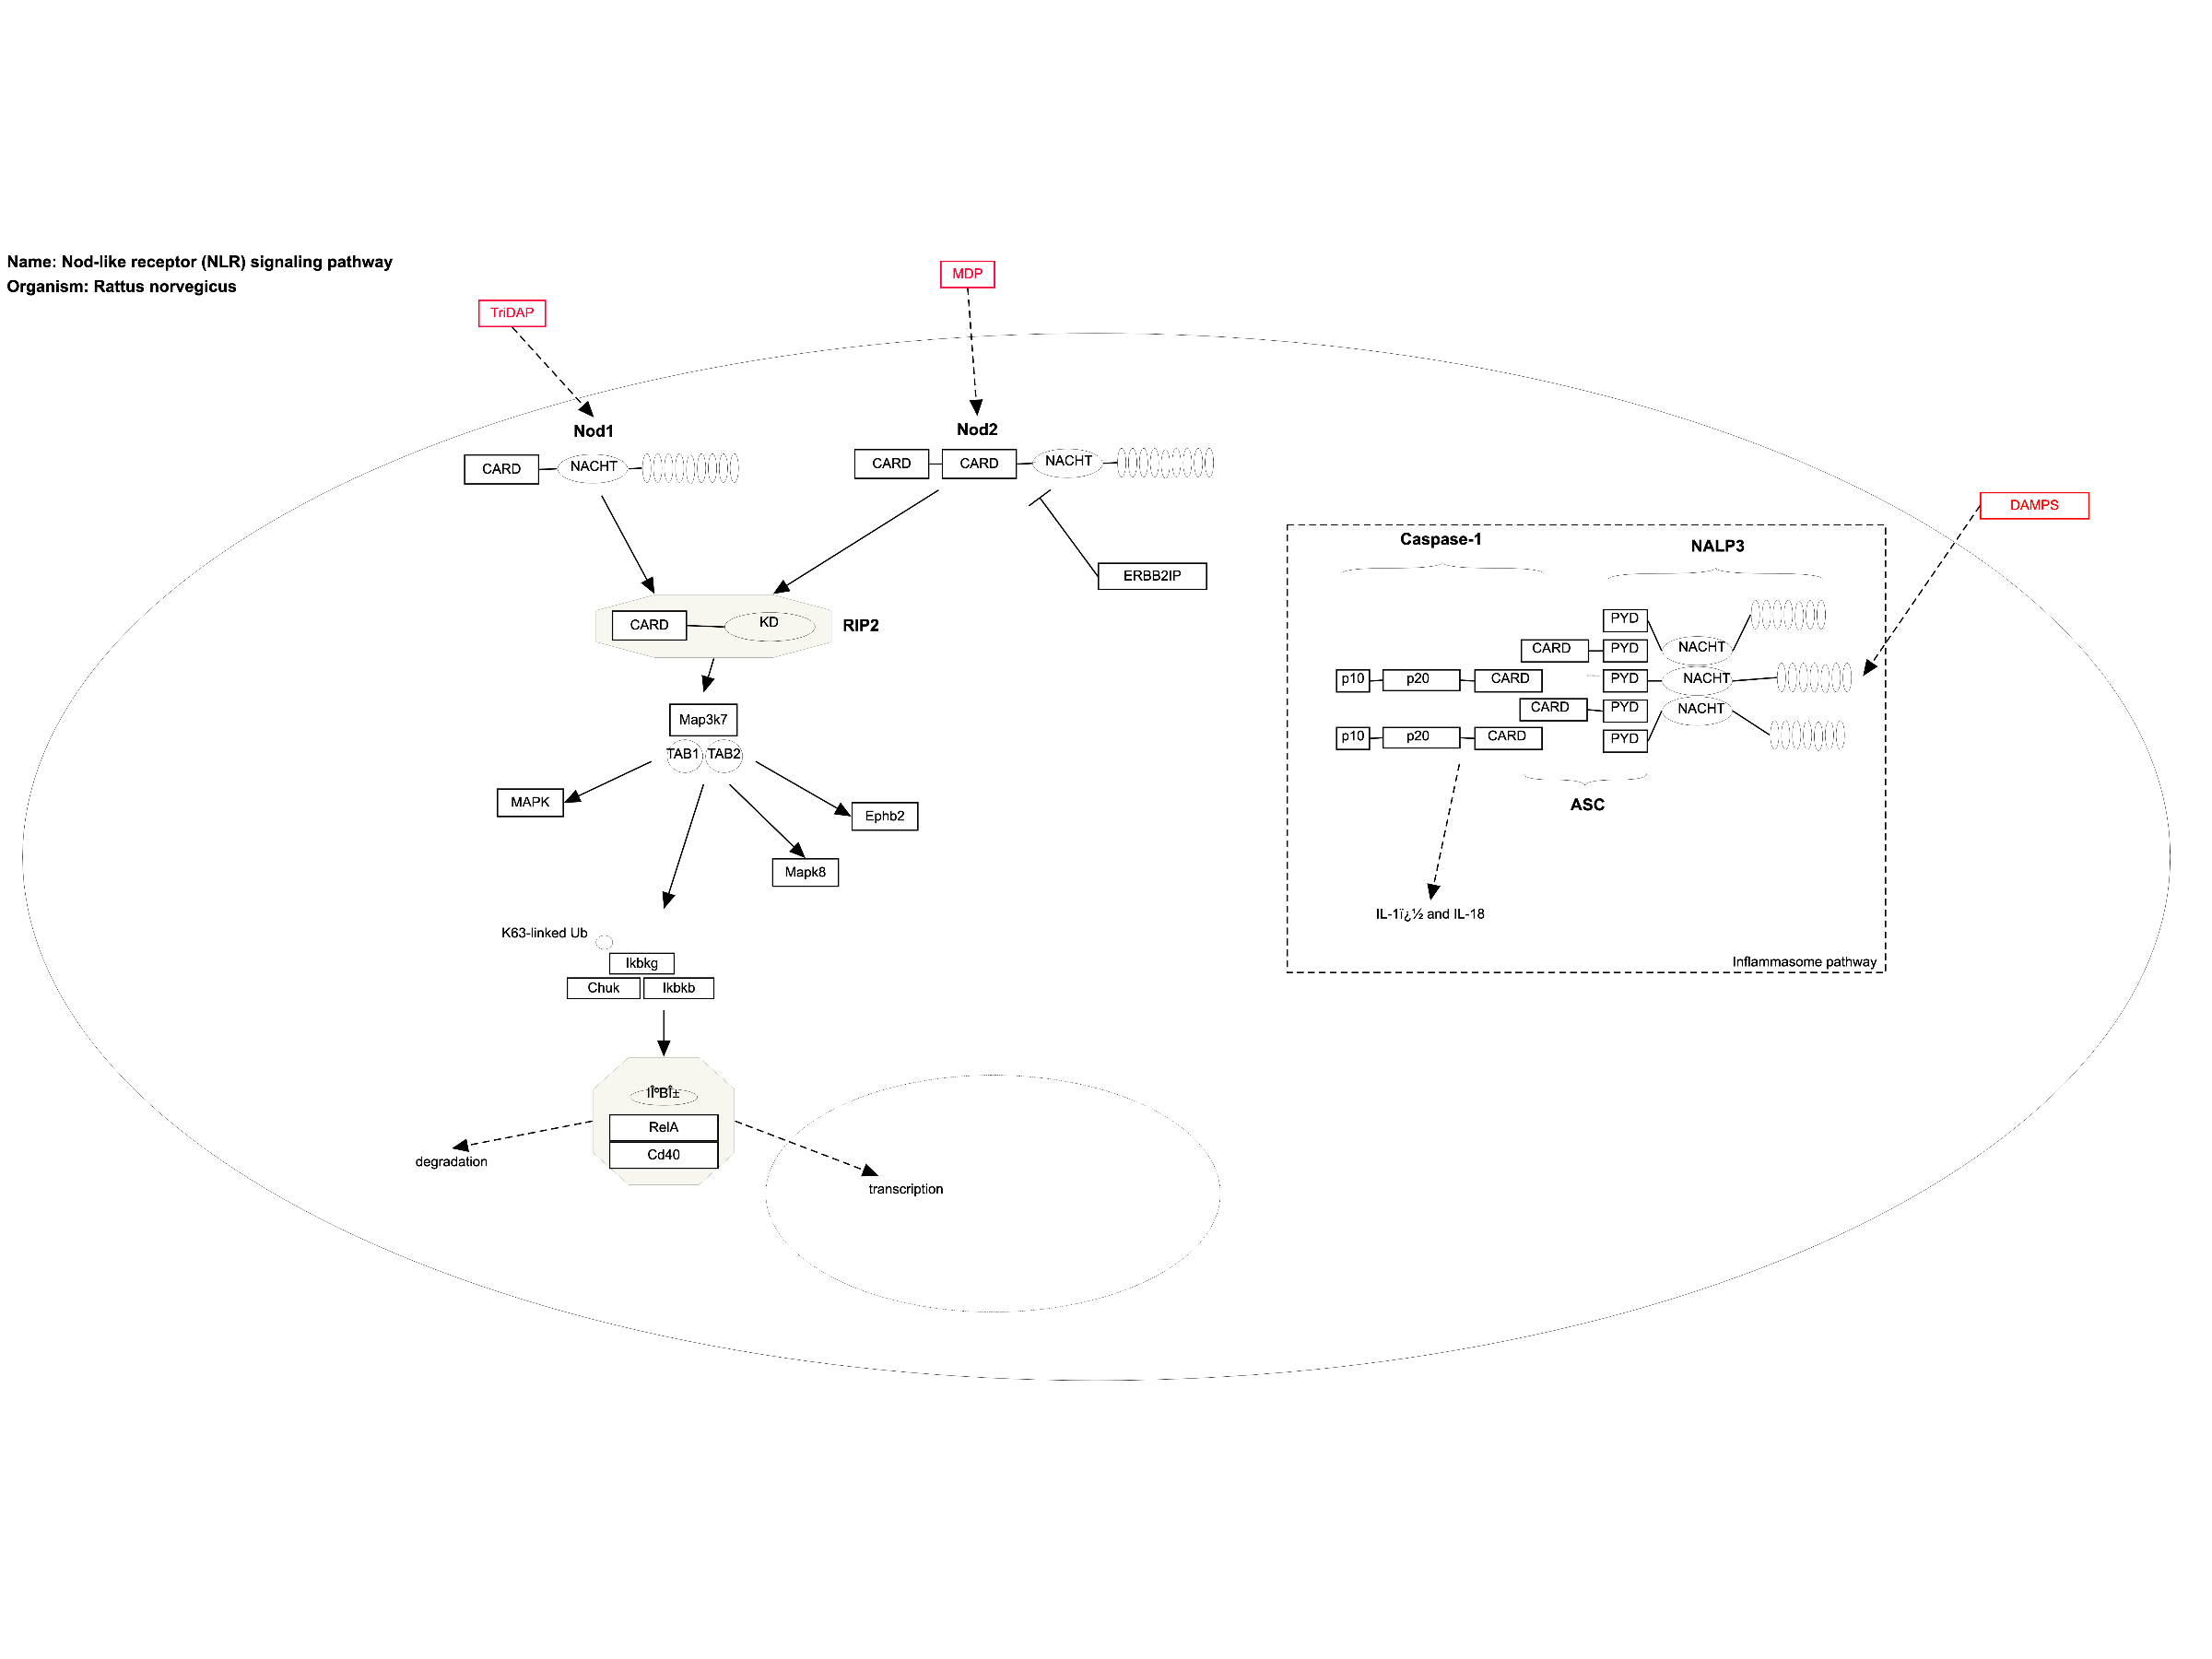 Name: Nod-like receptor (NLR) signaling pathway
Organism: Rattus norvegicus
MDP
TriDAP
Nod1
Nod2
CARD
NACHT
CARD
CARD
NACHT
DAMPS
ERBB2IP
Caspase-1
NALP3
CARD
KD
RIP2
PYD
CARD
PYD
NACHT
p10
p20
CARD
PYD
NACHT
CARD
PYD
NACHT
p10
p20
CARD
PYD
ASC
Map3k7
TAB1
TAB2
MAPK
Ephb2
Mapk8
IL-1ï¿½ and IL-18
Inflammasome pathway
K63-linked Ub
Ikbkg
Chuk
Ikbkb
IÎºBÎ±
RelA
Cd40
degradation
transcription